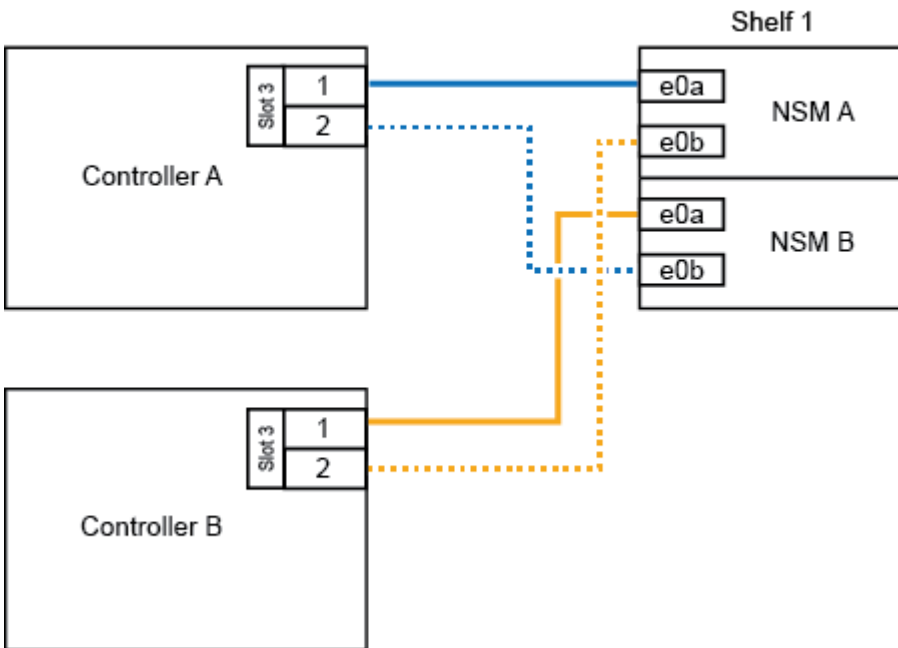 Shelf 1
Slot 3
1
2
Controller A
e0a
e0b
NSM A
e0a
e0b
NSM B
Slot 3
1
2
Controller B